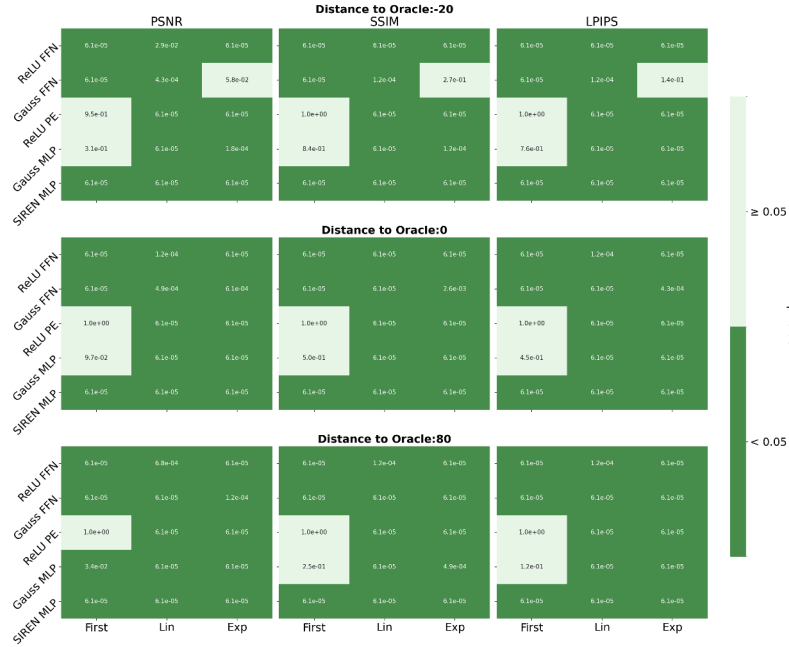 Distance to Oracle:-20
PSNR SSIM LPIPS
ReLU FFN 6.1e-05 2.9e-02 6.1e-05 6.1e-05 6.1e-05 6.1e-05 6.1e-05 6.1e-05 6.1e-05
Gauss FFN 6.1e-05 4.3e-04 5.8e-02 6.1e-05 1.2e-04 2.7e-01 6.1e-05 1.2e-04 1.4e-01
ReLU PE 9.5e-01 6.1e-05 6.1e-05 1.0e+00 6.1e-05 6.1e-05 1.0e+00 6.1e-05 6.1e-05
Gauss MLP 3.1e-01 6.1e-05 1.8e-04 8.4e-01 6.1e-05 1.2e-04 7.6e-01 6.1e-05 6.1e-05
SIREN MLP 6.1e-05 6.1e-05 6.1e-05 6.1e-05 6.1e-05 6.1e-05 6.1e-05 6.1e-05 6.1e-05
Distance to Oracle:0
ReLU FFN 6.1e-05 1.2e-04 6.1e-05 6.1e-05 6.1e-05 6.1e-05 6.1e-05 1.2e-04 6.1e-05
Gauss FFN 6.1e-05 4.9e-04 6.1e-04 6.1e-05 6.1e-05 2.6e-03 6.1e-05 6.1e-05 4.3e-04
ReLU PE 1.0e+00 6.1e-05 6.1e-05 1.0e+00 6.1e-05 6.1e-05 1.0e+00 6.1e-05 6.1e-05
Gauss MLP 9.7e-02 6.1e-05 6.1e-05 5.0e-01 6.1e-05 6.1e-05 4.5e-01 6.1e-05 6.1e-05
SIREN MLP 6.1e-05 6.1e-05 6.1e-05 6.1e-05 6.1e-05 6.1e-05 6.1e-05 6.1e-05 6.1e-05
Distance to Oracle:80
ReLU FFN 6.1e-05 6.8e-04 6.1e-05 6.1e-05 1.2e-04 6.1e-05 6.1e-05 1.2e-04 6.1e-05
Gauss FFN 6.1e-05 6.1e-05 1.2e-04 6.1e-05 6.1e-05 6.1e-05 6.1e-05 6.1e-05 6.1e-05
ReLU PE 1.0e+00 6.1e-05 6.1e-05 1.0e+00 6.1e-05 6.1e-05 1.0e+00 6.1e-05 6.1e-05
Gauss MLP 3.4e-02 6.1e-05 6.1e-05 2.5e-01 6.1e-05 4.9e-04 1.2e-01 6.1e-05 6.1e-05
SIREN MLP 6.1e-05 6.1e-05 6.1e-05 6.1e-05 6.1e-05 6.1e-05 6.1e-05 6.1e-05 6.1e-05
First Lin Exp First Lin Exp First Lin Exp
≥ 0.05
< 0.05